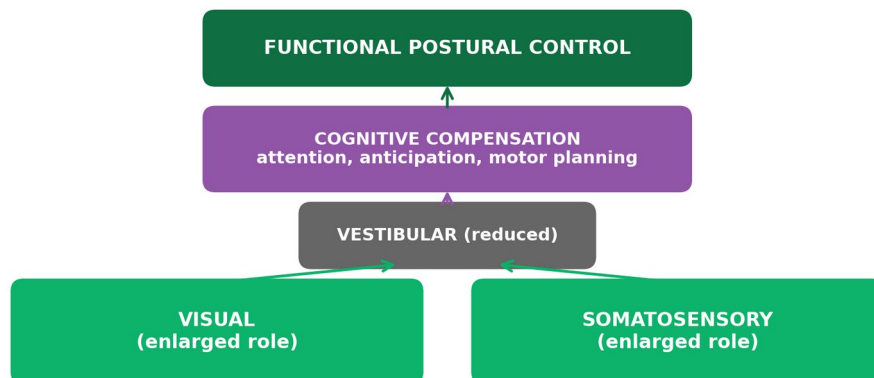 FUNCTIONAL POSTURAL CONTROL
COGNITIVE COMPENSATION
attention, anticipation, motor planning
VESTIBULAR (reduced)
VISUAL
(enlarged role)
SOMATOSENSORY
(enlarged role)